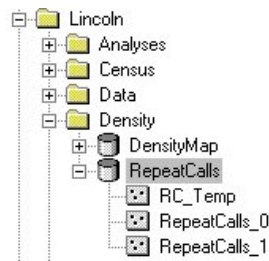 Lincoln
Analyses
Census
Data
Density
DensityMap
RepeatCalls
RC_Temp
RepeatCalls_0
RepeatCalls_1